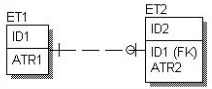 ET1
ID1
ATR1
ET2
ID2
ID1 (FK)
ATR2